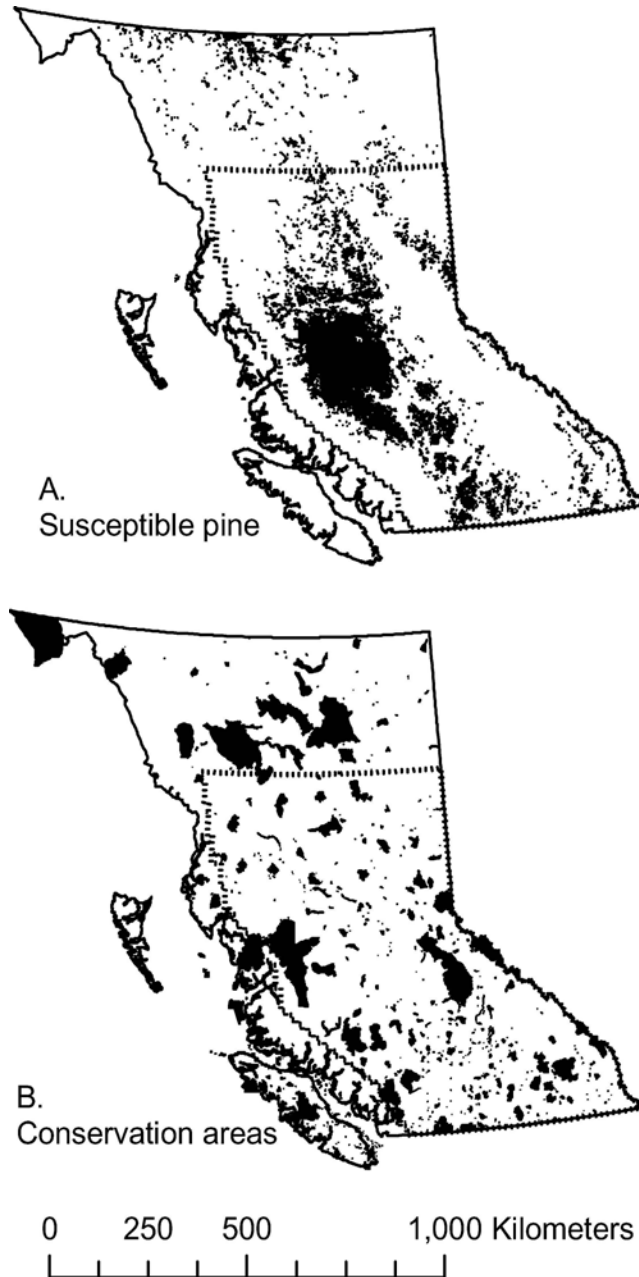 A.
Susceptible pine
B.
Conservation areas
0 250 500 1,000 Kilometers